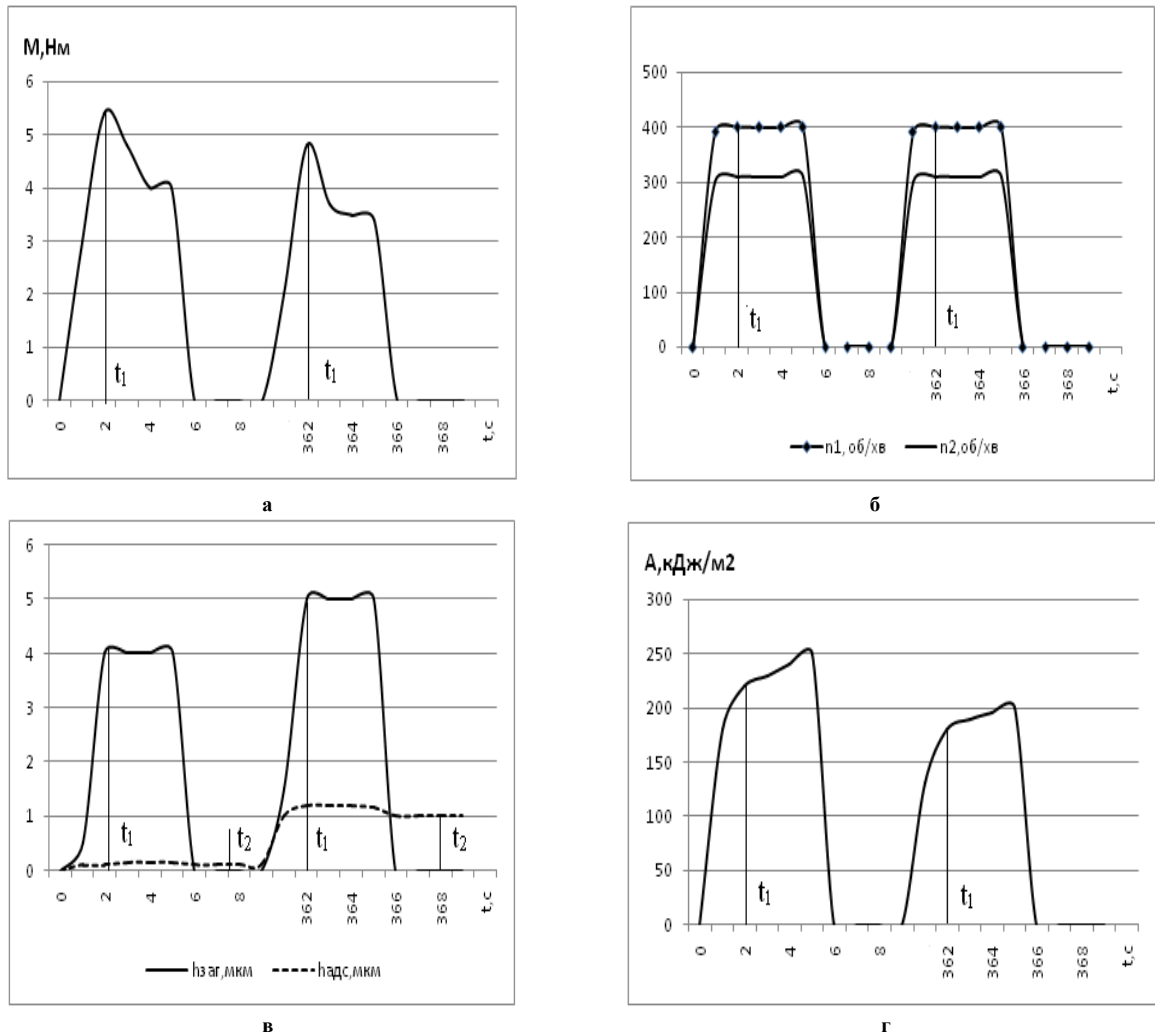 М,Нм
6
5
4
3
2
1
0
t₁
t₁
0 2 4 6 8 362 364 366 368 t,с
а
500
400
300
200
100
0
t₁
t₁
0 2 4 6 8 362 364 366 368 t,с
n1, об/хв n2,об/хв
б
6
5
4
3
2
1
0
t₁ t₂ t₁ t₂
0 2 4 6 8 362 364 366 368 t,с
hзаг,мкм hадс,мкм
в
А,кДж/м2
300
250
200
150
100
50
0
t₁
t₁
0 2 4 6 8 362 364 366 368 t,с
г